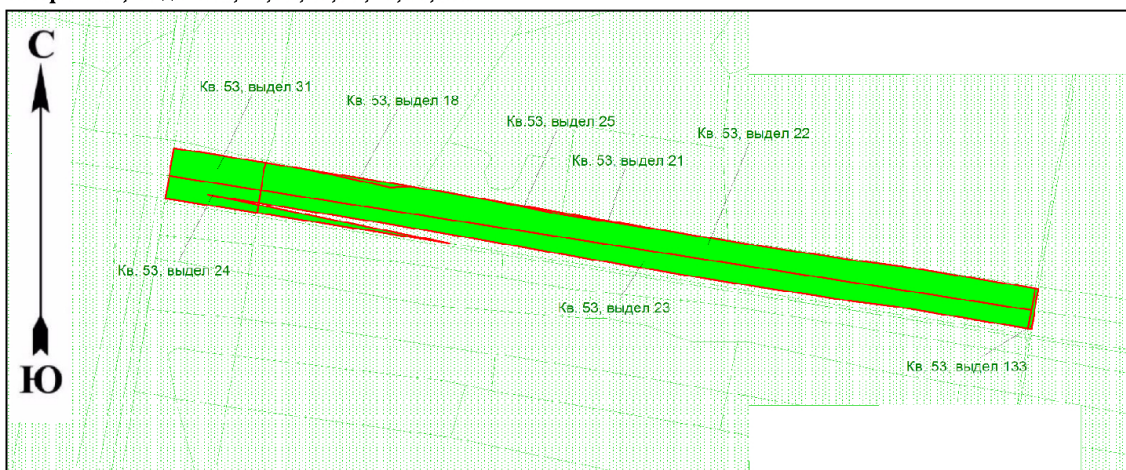 С
Кв. 53, выдел 31
Кв. 53, выдел 18
Кв.53, выдел 25
Кв. 53, выдел 22
Кв. 53, выдел 21
Кв. 53, выдел 24
Кв. 53, выдел 23
Кв. 53, выдел 133
Ю